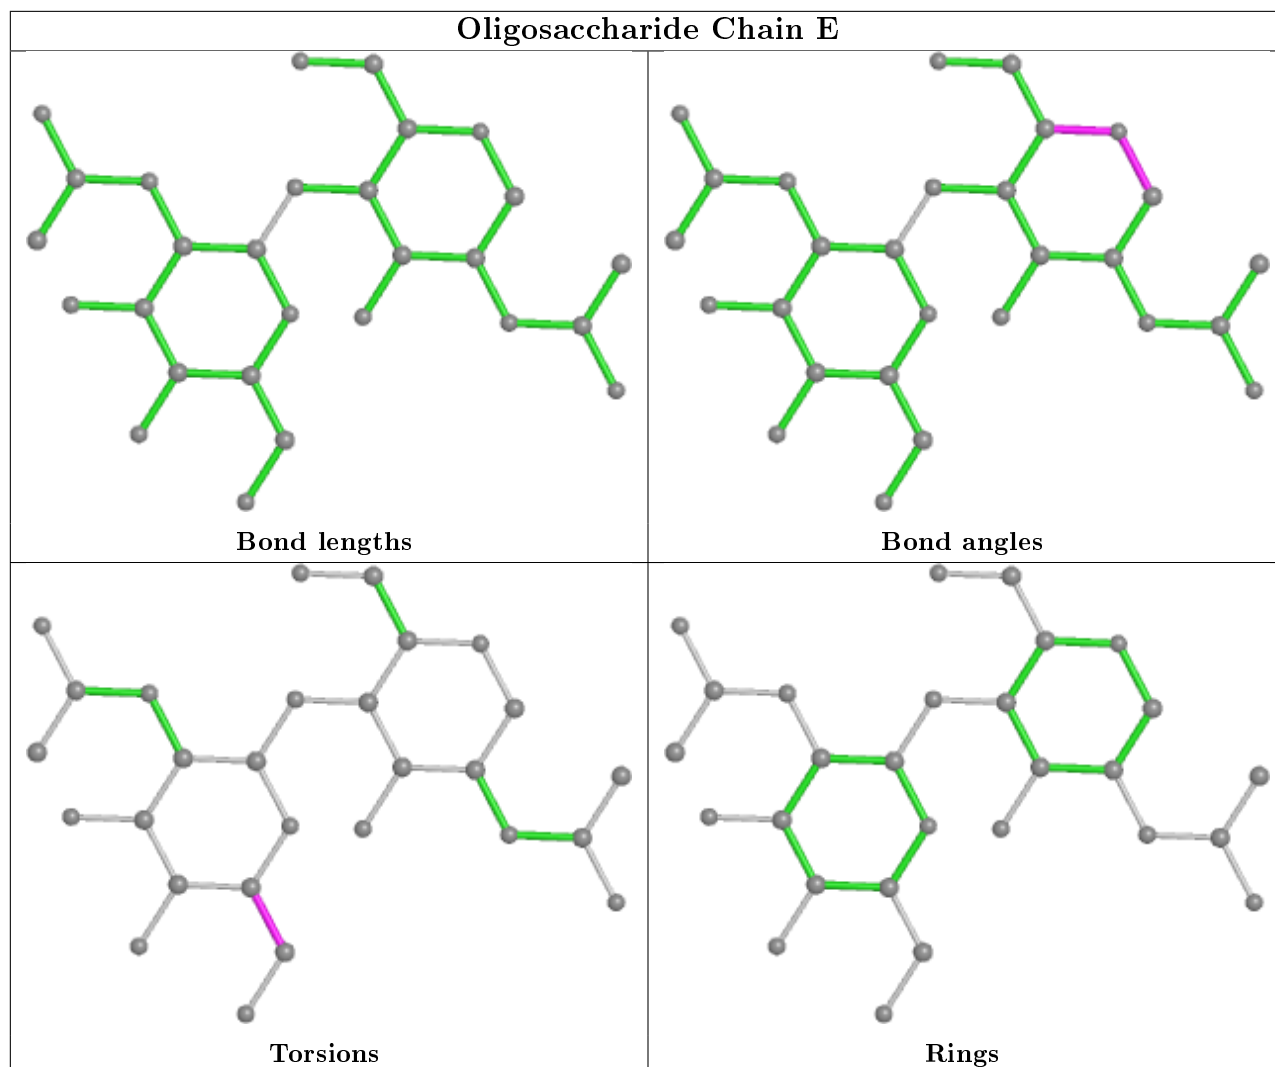 Oligosaccharide Chain E
Bond lengths
Bond angles
Torsions
Rings